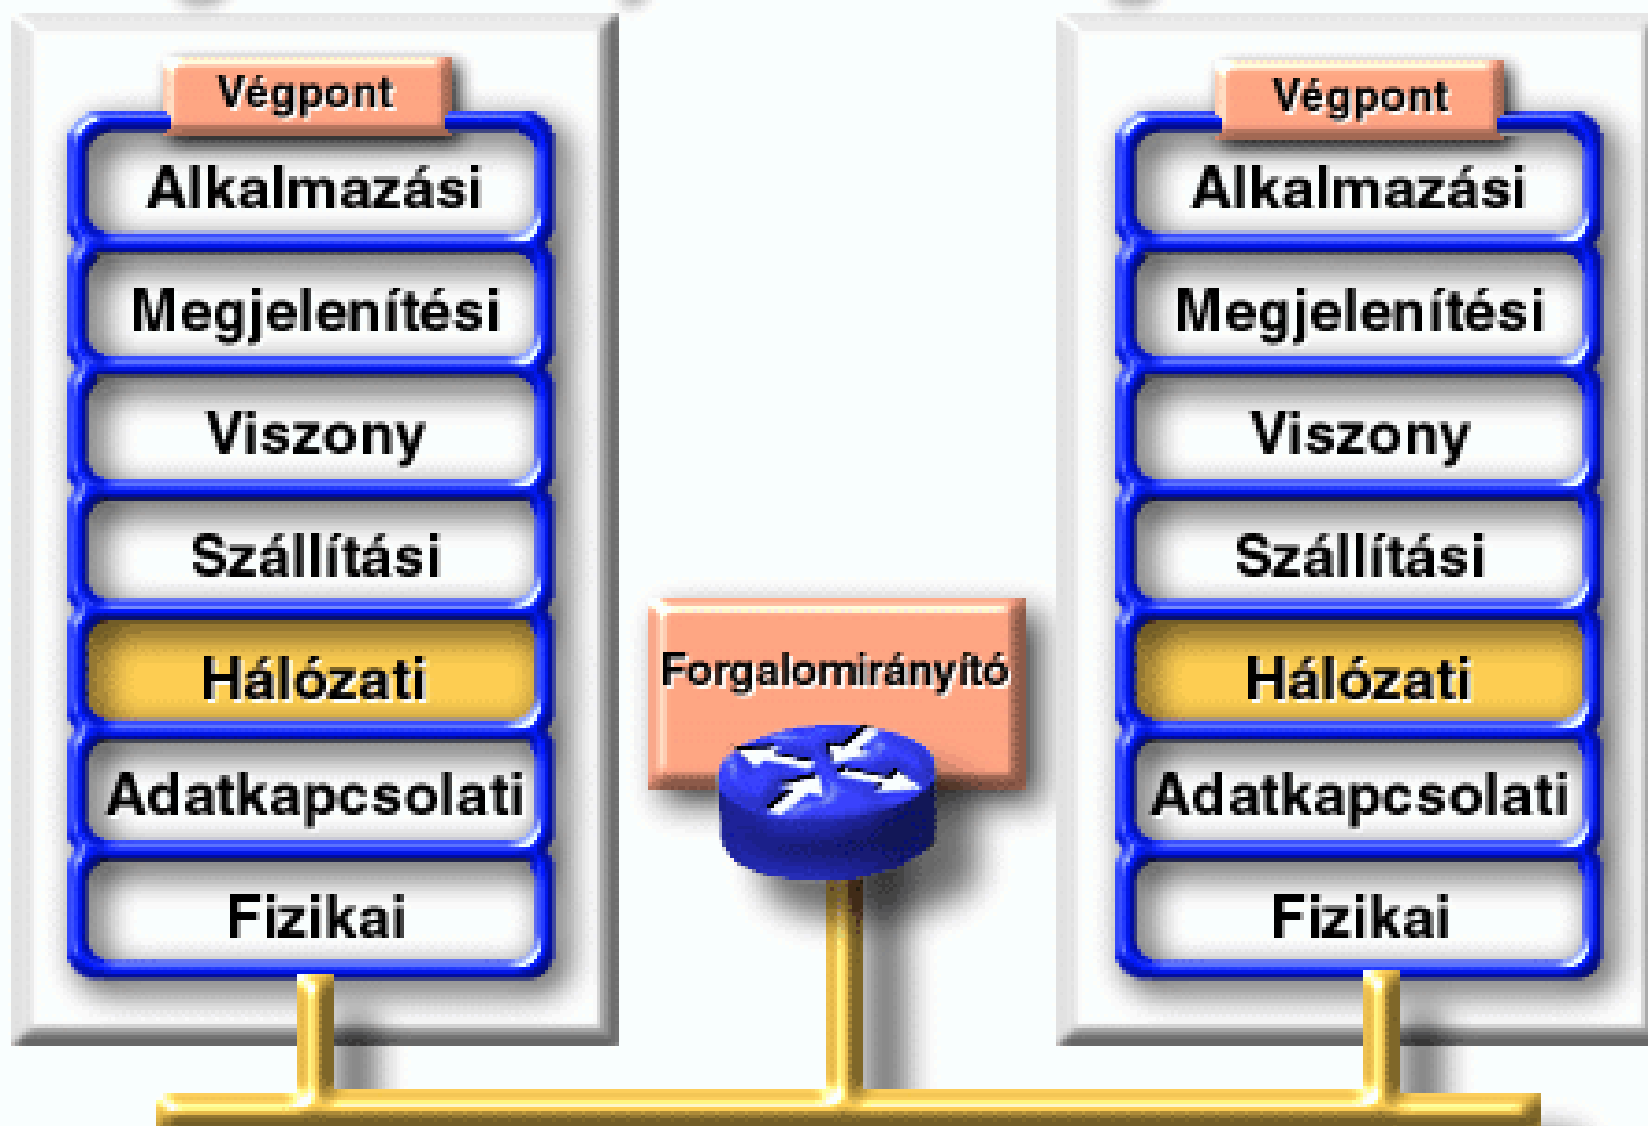 Végpont
Alkalmazási
Megjelenítési
Viszony
Szállítási
Hálózati
Adatkapcsolati
Fizikai
Forgalomirányító
Végpont
Alkalmazási
Megjelenítési
Viszony
Szállítási
Hálózati
Adatkapcsolati
Fizikai